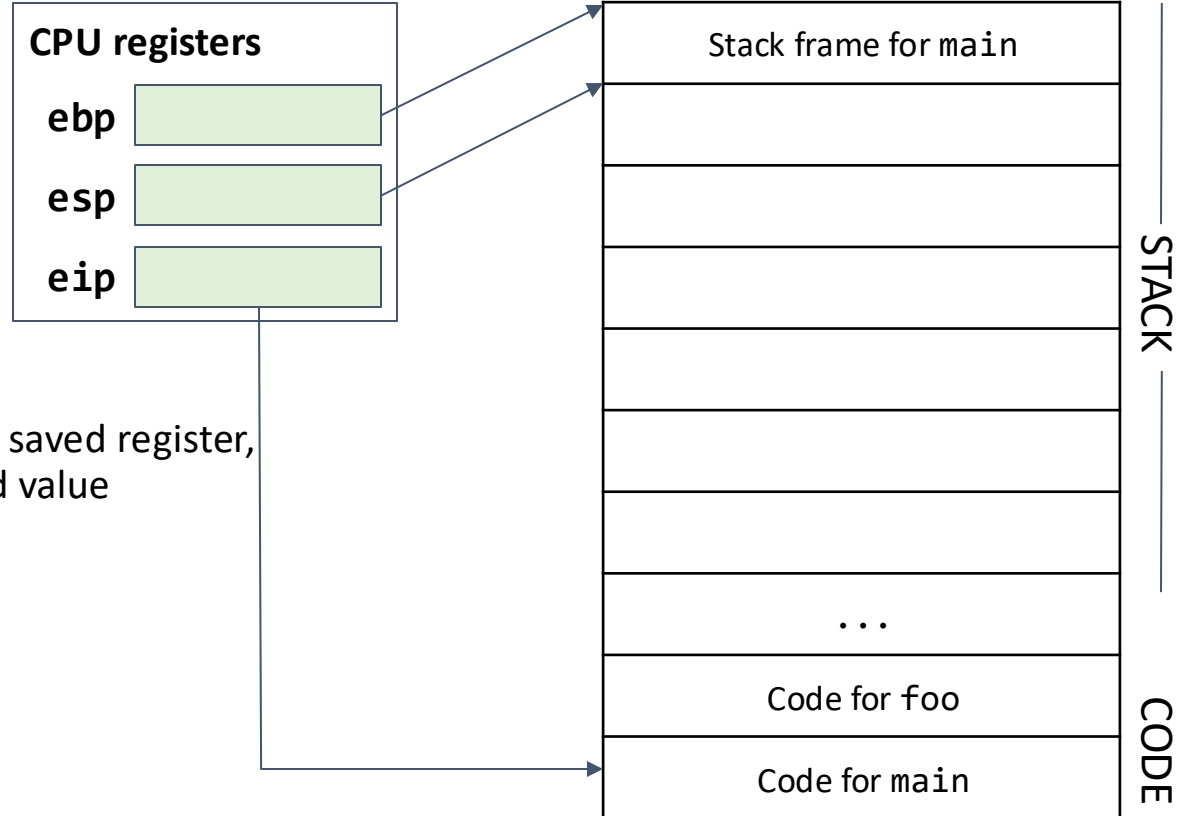 CPU registers
ebp
esp
eip
saved register,
value
Stack frame for main
...
Code for foo
Code for main
STACK
CODE